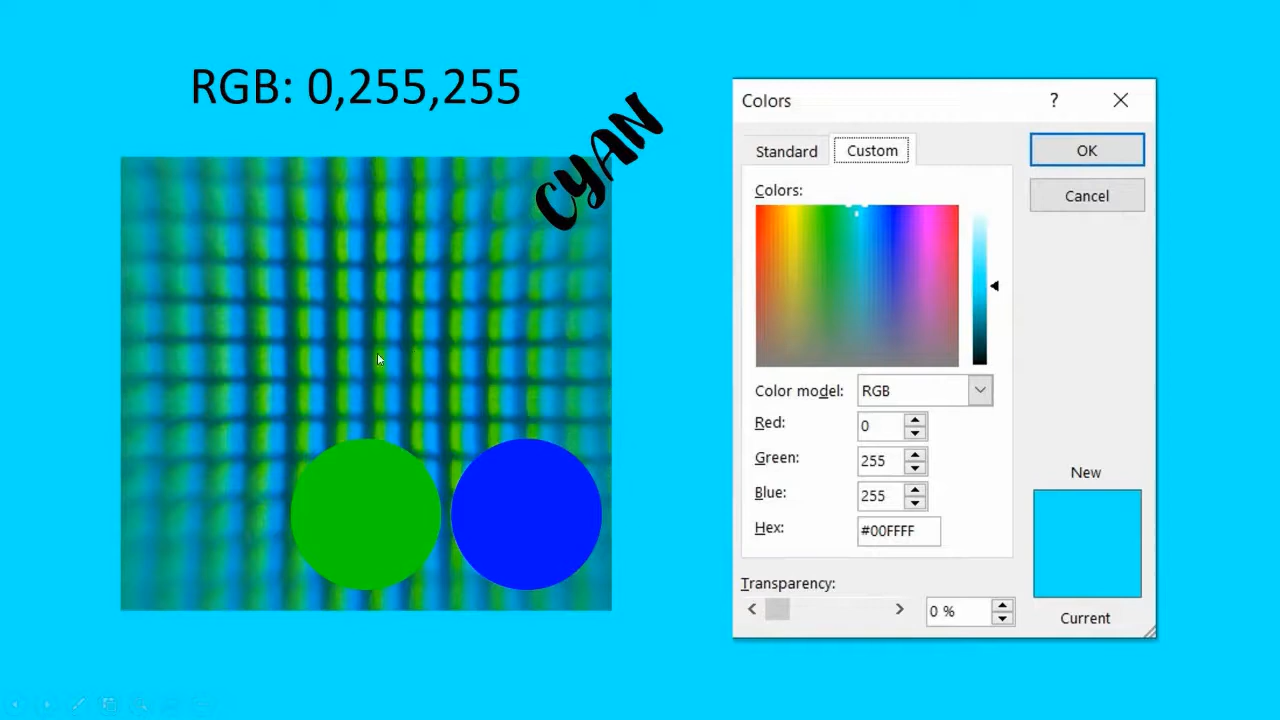 RGB: 0,255,255
CYAN
Colors
?
Standard
Custom
OK
Cancel
Colors:
Color model: RGB
Red: 0
Green: 255
Blue: 255
Hex: #00FFFF
New
Transparency:
0 %
Current